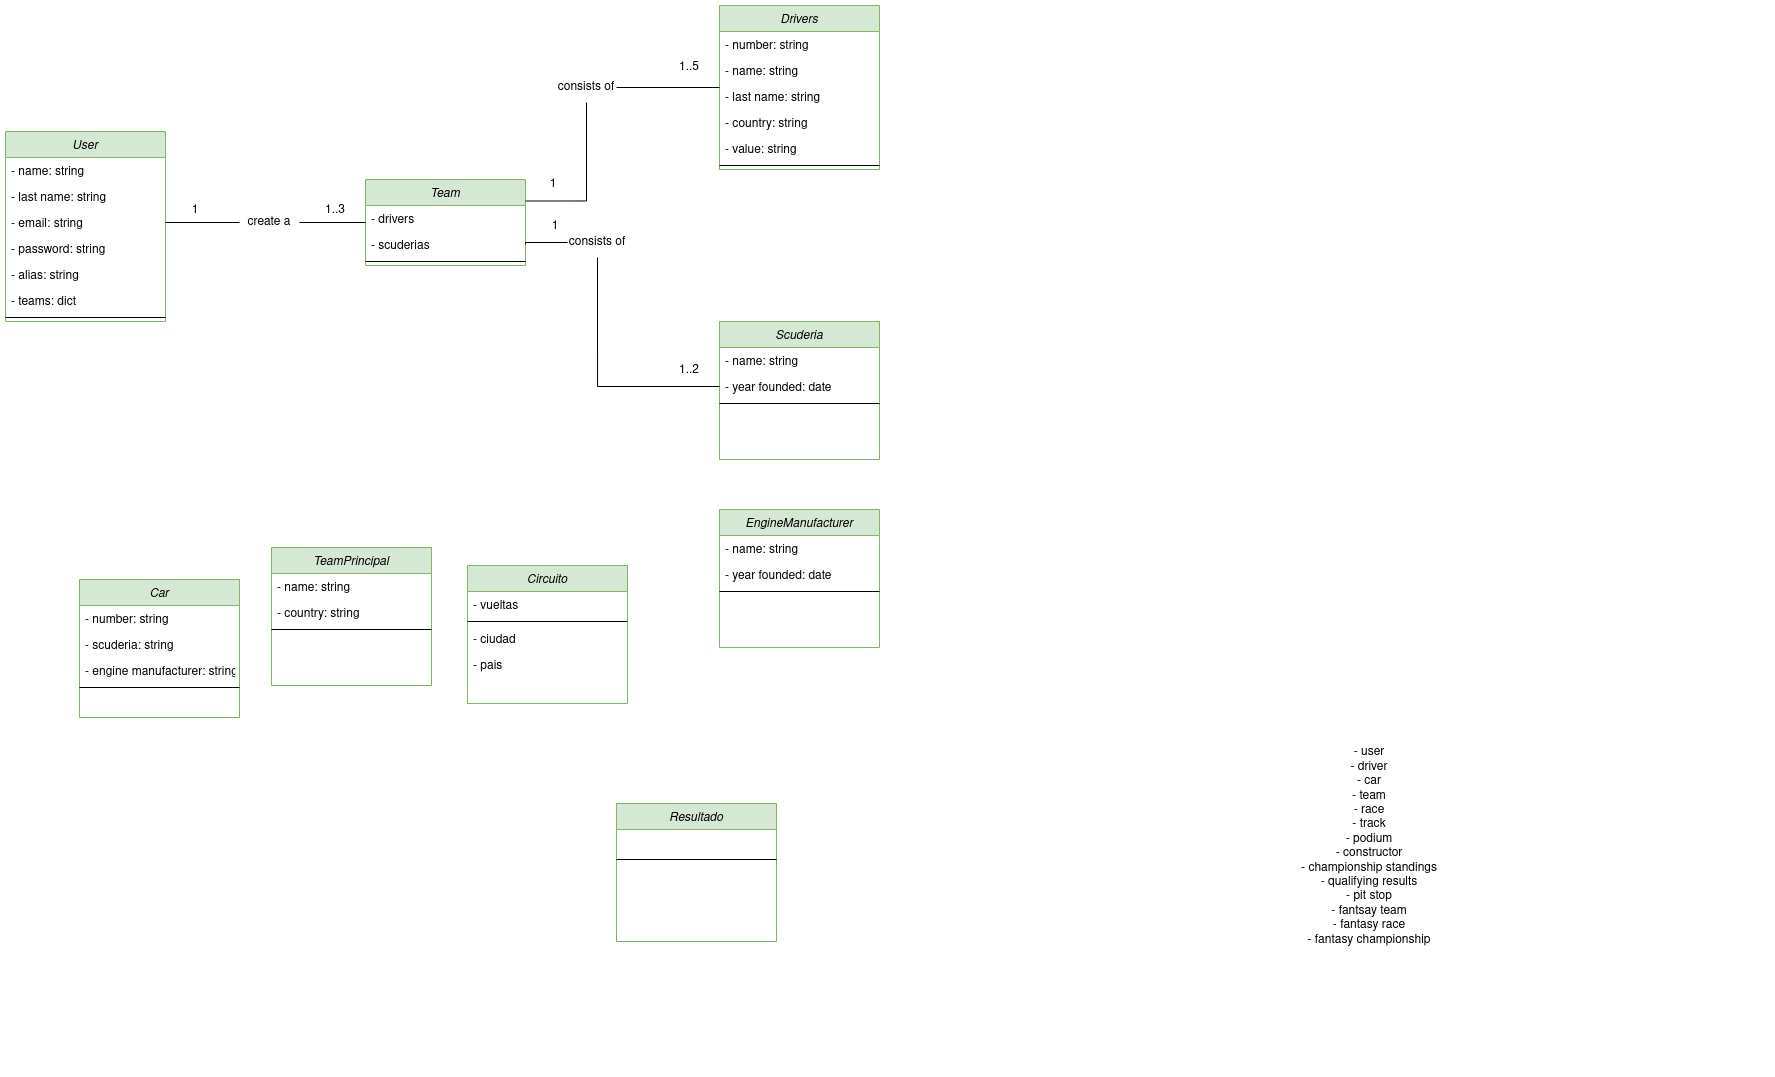 Drivers
- number: string
- name: string
- last name: string
- country: string
- value: string
consists of
1..5
1
User
- name: string
- last name: string
- email: string
- password: string
- alias: string
- teams: dict
1
create a
1..3
Team
- drivers
- scuderias
1
consists of
1..2
Scuderia
- name: string
- year founded: date
EngineManufacturer
- name: string
- year founded: date
TeamPrincipal
- name: string
- country: string
Circuito
- vueltas
- ciudad
- pais
Car
- number: string
- scuderia: string
- engine manufacturer: string
Resultado
- user
- driver
- car
- team
- race
- track
- podium
- constructor
- championship standings
- qualifying results
- pit stop
- fantsay team
- fantasy race
- fantasy championship